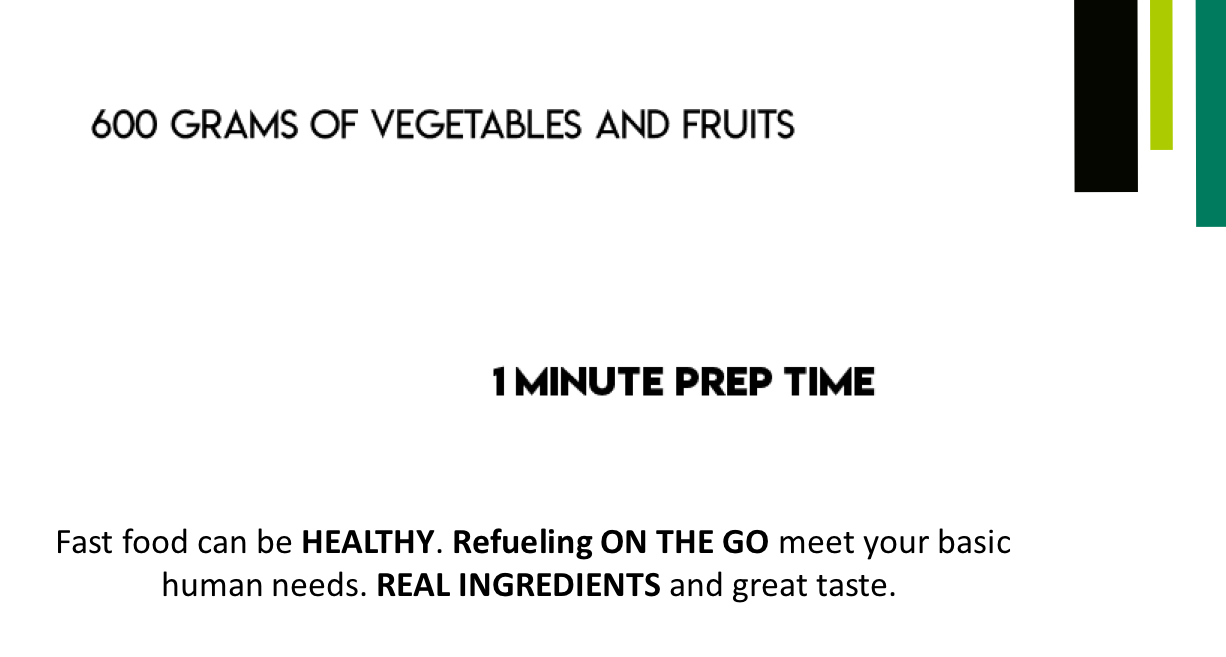 600 GRAMS OF VEGETABLES AND FRUITS
1 MINUTE PREP TIME
Fast food can be HEALTHY. Refueling ON THE GO meet your basic
human needs. REAL INGREDIENTS and great taste.